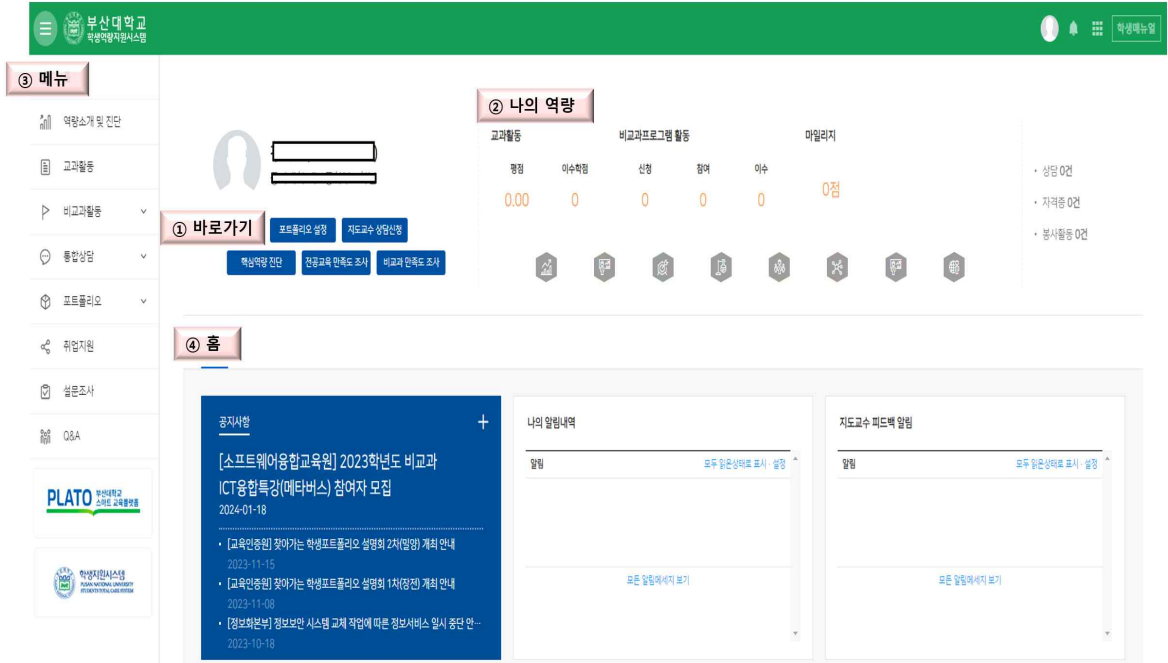 부산대학교
학생역량지원시스템
학생메뉴얼
③ 메뉴
역량소개 및 진단
교과활동
비교과활동
통합상담
포트폴리오
취업지원
설문조사
Q&A
PLATO 부산대학교
스마트 교육플랫폼
학생지원시스템
PUSAN NATIONAL UNIVERSITY
STUDENTS TOTAL CARE SYSTEM
① 바로가기
포트폴리오 설정 지도교수 상담신청
핵심역량 진단 전공교육 만족도 조사 비교과 만족도 조사
② 나의 역량
교과활동 비교과프로그램 활동 마일리지
평점 이수학점 신청 참여 이수
0.00 0 0 0 0 0점
• 상담 0건
• 자격증 0건
• 봉사활동 0건
④ 홈
공지사항 +
[소프트웨어융합교육원] 2023학년도 비교과
ICT융합특강(메타버스) 참여자 모집
2024-01-18
• [교육인증원] 찾아가는 학생포트폴리오 설명회 2차(밀양) 개최 안내
2023-11-15
• [교육인증원] 찾아가는 학생포트폴리오 설명회 1차(장전) 개최 안내
2023-11-08
• [정보화본부] 정보보안 시스템 교체 작업에 따른 정보서비스 일시 중단 안…
2023-10-18
나의 알림내역
알림 모두 읽은상태로 표시 · 설정
모든 알림메세지 보기
지도교수 피드백 알림
알림 모두 읽은상태로 표시 · 설정
모든 알림메세지 보기